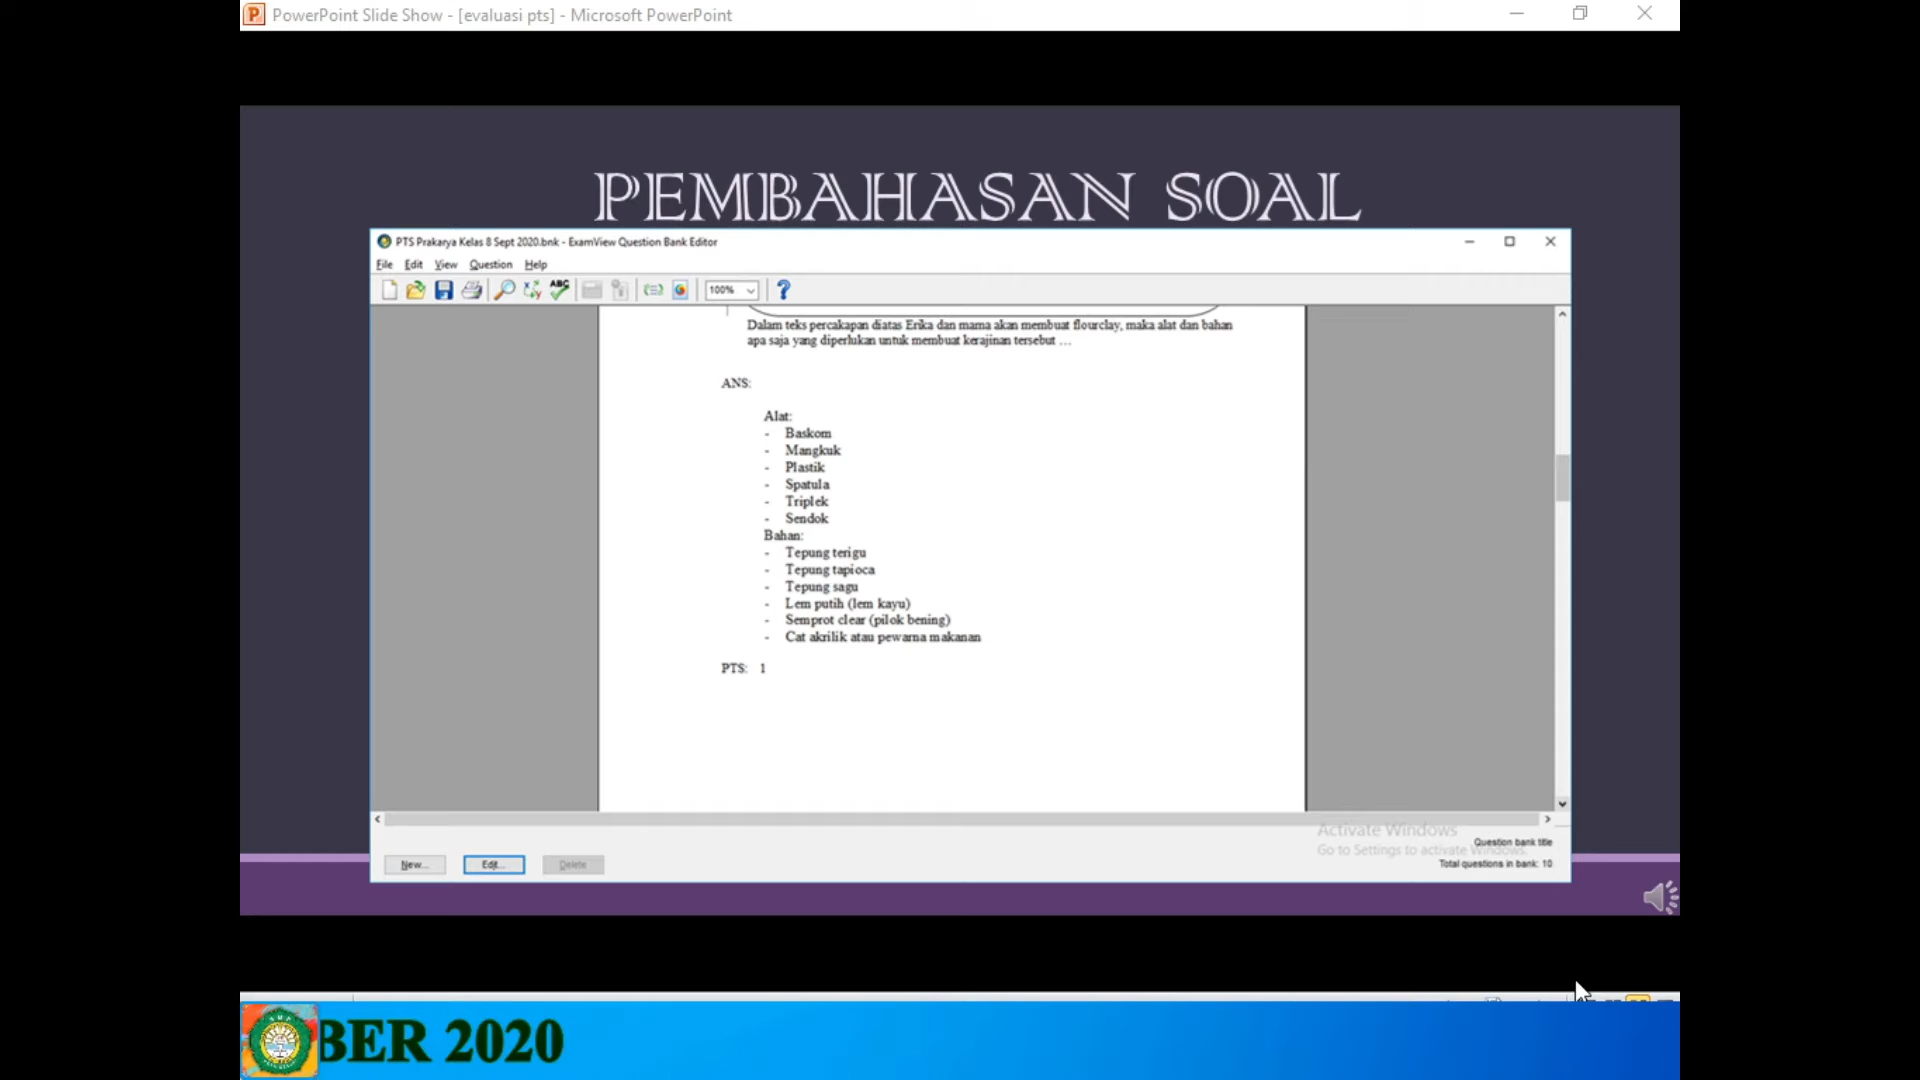 PowerPoint Slide Show - [evaluasi pts] - Microsoft PowerPoint
PEMBAHASAN SOAL
PTS Prakarya Kelas 8 Sept 2020.bnk - ExamView Question Bank Editor
File Edit View Question Help
ABC 100% ?
Dalam teks percakapan diatas Erika dan mama akan membuat flourclay, maka alat dan bahan
apa saja yang diperlukan untuk membuat kerajinan tersebut ...
ANS:
Alat:
- Baskom
- Mangkuk
- Plastik
- Spatula
- Triplek
- Sendok
Bahan:
- Tepung terigu
- Tepung tapioca
- Tepung sagu
- Lem putih (lem kayu)
- Semprot clear (pilok bening)
- Cat akrilik atau pewarna makanan
PTS: 1
Activate Windows
Go to Settings to activate Windows.
Question bank title
Total questions in bank: 10
New... Edit... Delete
BER 2020